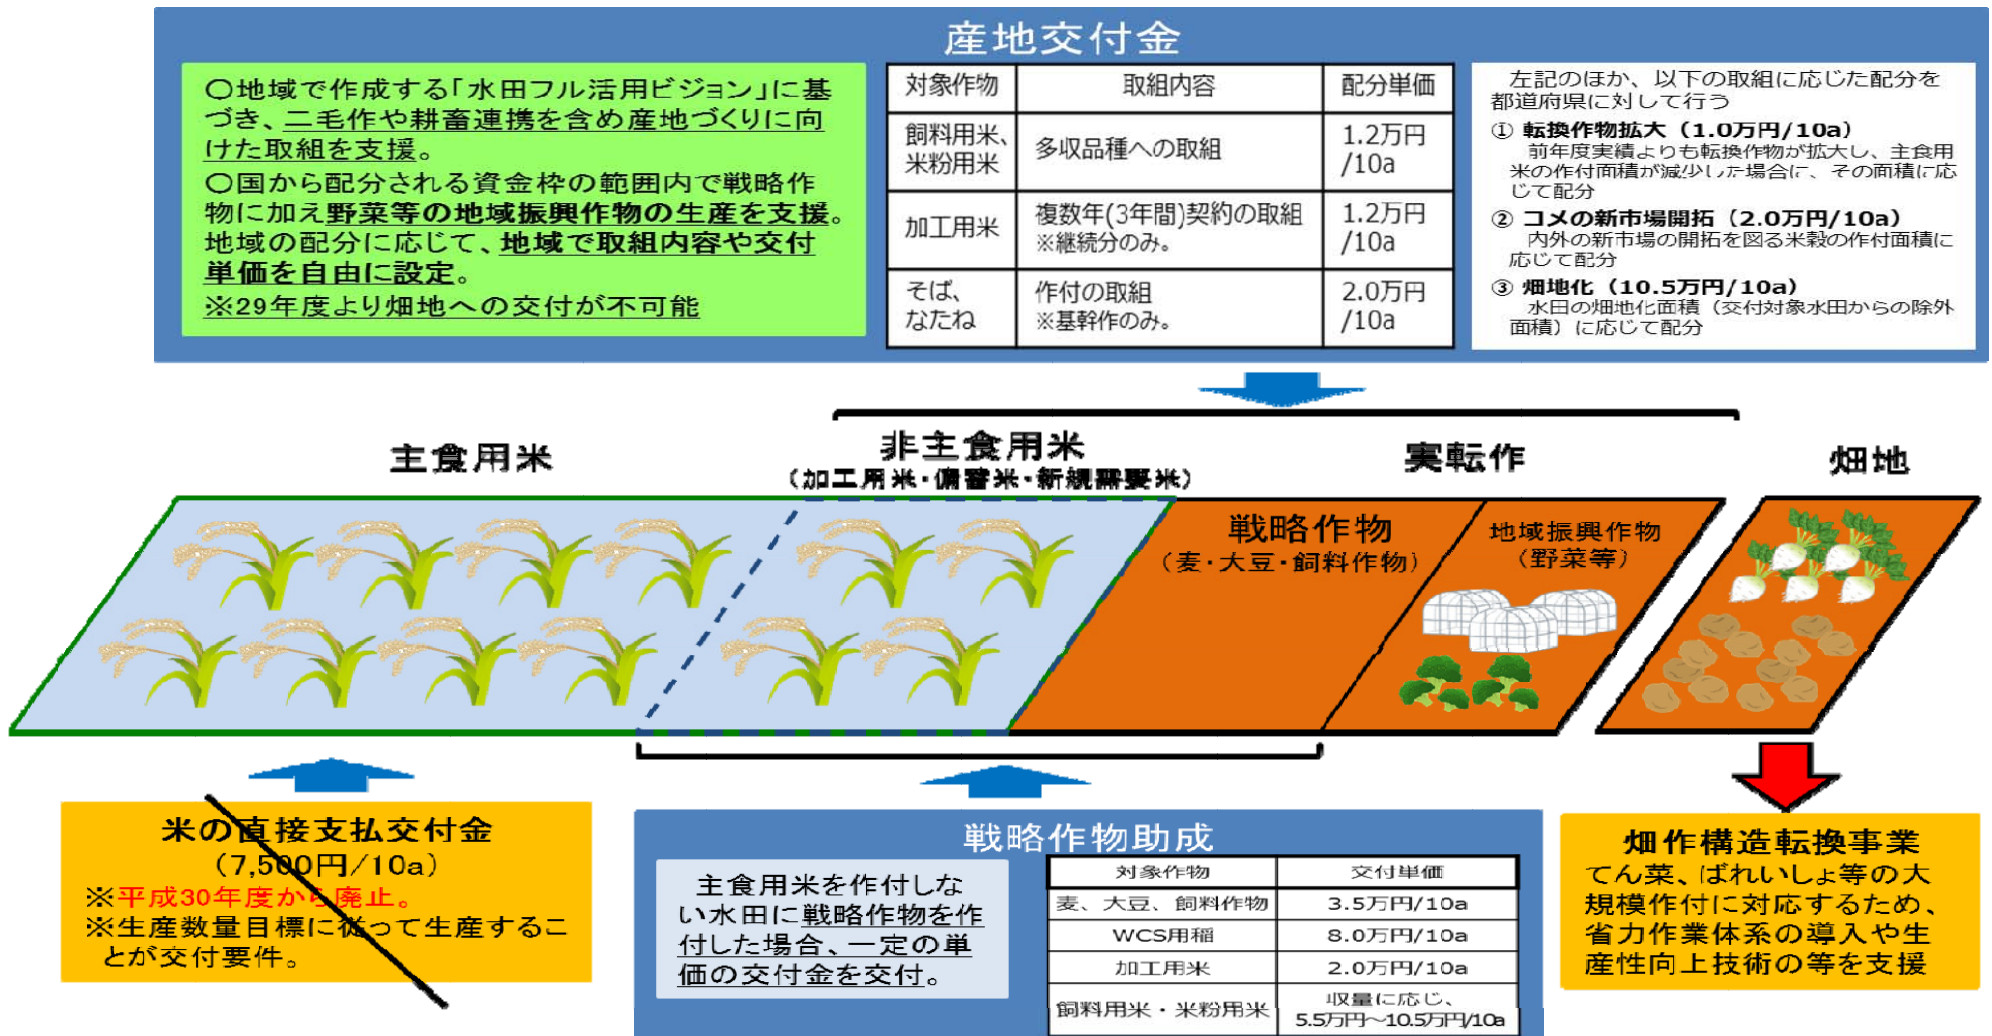 産地交付金
〇地域で作成する「水田フル活用ビジョン」に基
づき、二毛作や耕畜連携を含め産地づくりに向
けた取組を支援。
〇国から配分される資金枠の範囲内で戦略作
物に加え野菜等の地域振興作物の生産を支援。
地域の配分に応じて、地域で取組内容や交付
単価を自由に設定。
※29年度より畑地への交付が不可能
対象作物 取組内容 配分単価
飼料用米、
米粉用米
多収品種への取組
1.2万円
/10a
加工用米
複数年(3年間)契約の取組
※継続分のみ。
1.2万円
/10a
そば、
なたね
作付の取組
※基幹作のみ。
2.0万円
/10a
左記のほか、以下の取組に応じた配分を
都道府県に対して行う
① 転換作物拡大（1.0万円/10a）
前年度実績よりも転換作物が拡大し、主食用
米の作付面積が減少した場合に、その面積に応
じて配分
② コメの新市場開拓（2.0万円/10a）
内外の新市場の開拓を図る米穀の作付面積に
応じて配分
③ 畑地化（10.5万円/10a）
水田の畑地化面積（交付対象水田からの除外
面積）に応じて配分
主食用米
非主食用米
（加工用米・備蓄米・新規需要米）
実転作
畑地
戦略作物
（麦・大豆・飼料作物）
地域振興作物
（野菜等）
米の直接支払交付金
（7,500円/10a）
※平成30年度から廃止。
※生産数量目標に従って生産するこ
とが交付要件。
戦略作物助成
主食用米を作付しな
い水田に戦略作物を作
付した場合、一定の単
価の交付金を交付。
対象作物 交付単価
麦、大豆、飼料作物 3.5万円/10a
WCS用稲 8.0万円/10a
加工用米 2.0万円/10a
飼料用米・米粉用米
収量に応じ、
5.5万円～10.5万円/10a
畑作構造転換事業
てん菜、ばれいしょ等の大
規模作付に対応するため、
省力作業体系の導入や生
産性向上技術の等を支援